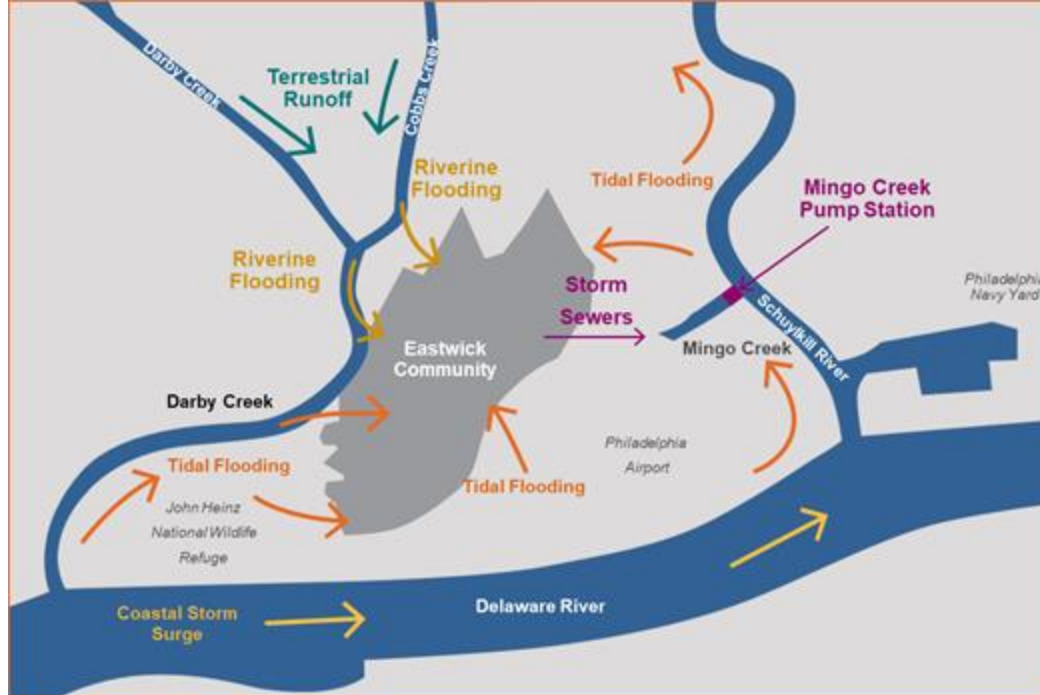 Darby Creek
Terrestrial
Runoff
Cobbs Creek
Riverine
Flooding
Tidal Flooding
Mingo Creek
Pump Station
Riverine
Flooding
Storm
Sewers
Philadelphia
Navy Yard
Schuylkill River
Mingo Creek
Eastwick
Community
Darby Creek
Philadelphia
Airport
Tidal Flooding
Tidal Flooding
John Heinz
National Wildlife
Refuge
Coastal Storm
Surge
Delaware River